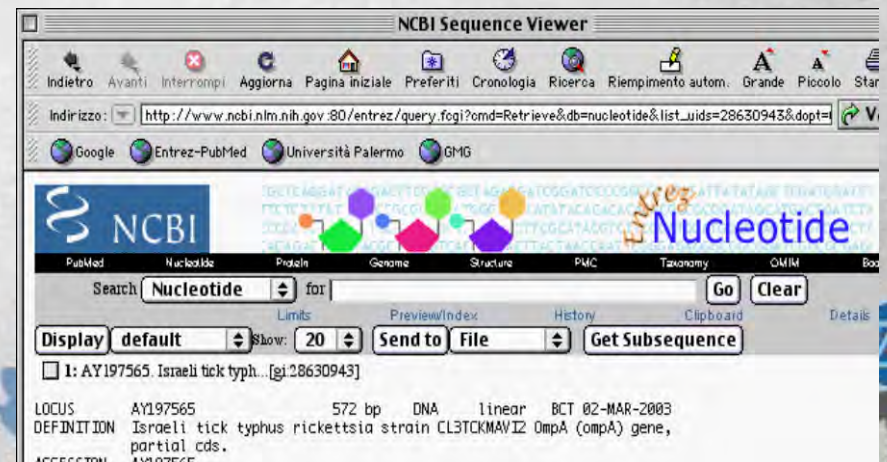 NCBI Sequence Viewer
Indietro Avanti Interrompi Aggiorna Pagina iniziale Preferiti Cronologia Ricerca Riempimento autom. Grande Piccolo
Indirizzo: http://www.ncbi.nlm.nih.gov:80/entrez/query.fcgi?cmd=Retrieve&db=nucleotide&list_uids=28630943&dopt=
Google Entrez-PubMed Università Palermo GMG
NCBI Entrez Nucleotide
PubMed Nucleotide Protein Genome Structure PMC Taxonomy OMIM
Search Nucleotide for Go Clear
Limits Preview/Index History Clipboard Details
Display default Show: 20 Send to File Get Subsequence
1: AY197565. Israeli tick typh...[gi:28630943]
LOCUS AY197565 572 bp DNA linear BCT 02-MAR-2003
DEFINITION Israeli tick typhus rickettsia strain CL3TCKMAVI2 OmpA (ompA) gene,
partial cds.
ACCESSION AY197565